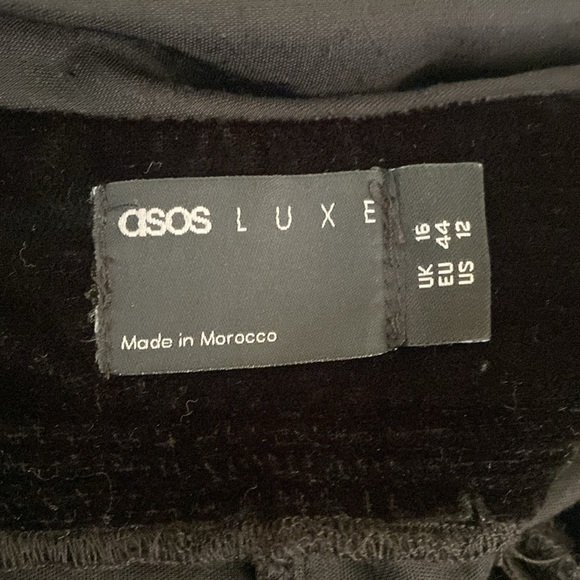 asos LUXE
Made in Morocco
UK 16
EU 44
US 12